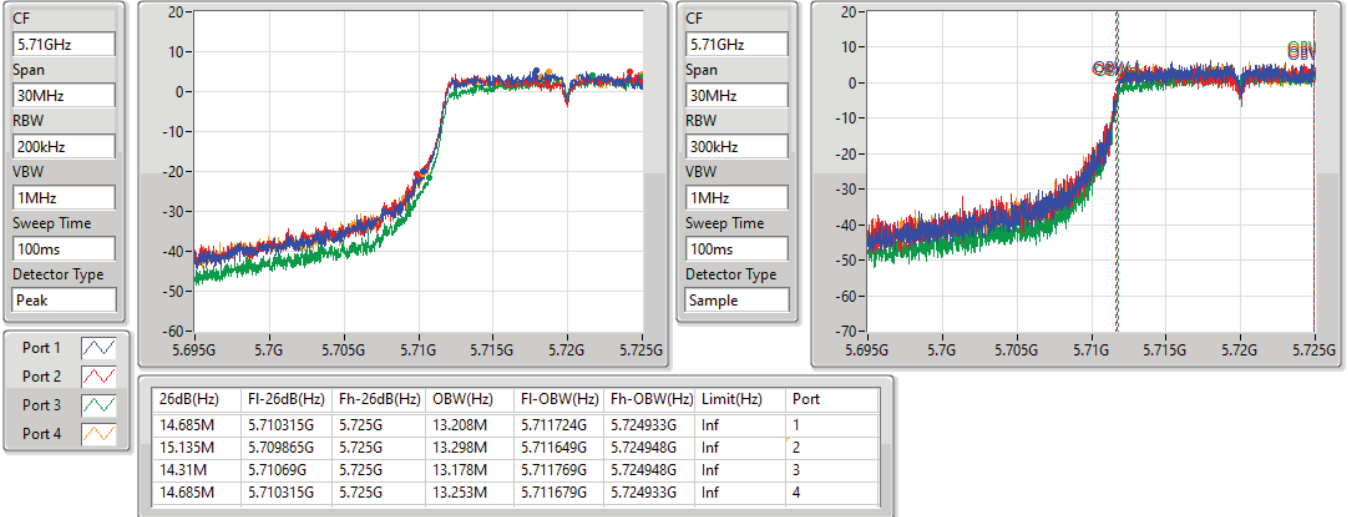 CF
5.71GHz
Span
30MHz
RBW
200kHz
VBW
1MHz
Sweep Time
100ms
Detector Type
Peak
20
10
0
-10
-20
-30
-40
-50
-60
5.695G 5.7G 5.705G 5.71G 5.715G 5.72G 5.725G
CF
5.71GHz
Span
30MHz
RBW
300kHz
VBW
1MHz
Sweep Time
100ms
Detector Type
Sample
20
10
0
-10
-20
-30
-40
-50
-60
-70
5.695G 5.7G 5.705G 5.71G 5.715G 5.72G 5.725G
Port 1
Port 2
Port 3
Port 4
26dB(Hz) Fl-26dB(Hz) Fh-26dB(Hz) OBW(Hz) Fl-OBW(Hz) Fh-OBW(Hz) Limit(Hz) Port
14.685M 5.710315G 5.725G 13.208M 5.711724G 5.724933G Inf 1
15.135M 5.709865G 5.725G 13.298M 5.711649G 5.724948G Inf 2
14.31M 5.71069G 5.725G 13.178M 5.711769G 5.724948G Inf 3
14.685M 5.710315G 5.725G 13.253M 5.711679G 5.724933G Inf 4